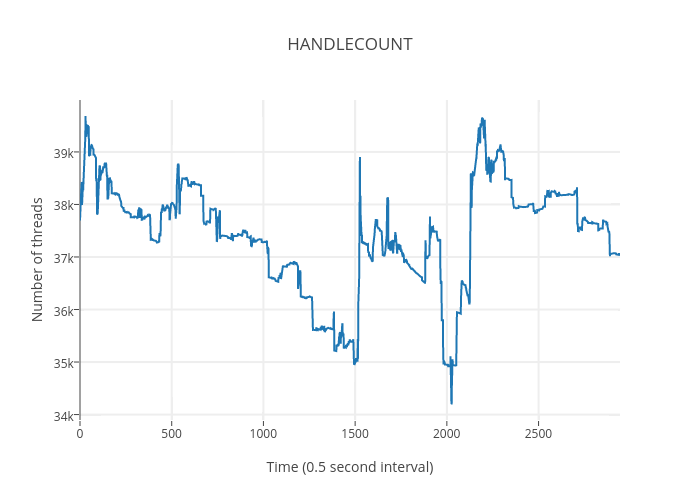 HANDLECOUNT
Number of threads
39k
38k
37k
36k
35k
34k
0 500 1000 1500 2000 2500
Time (0.5 second interval)